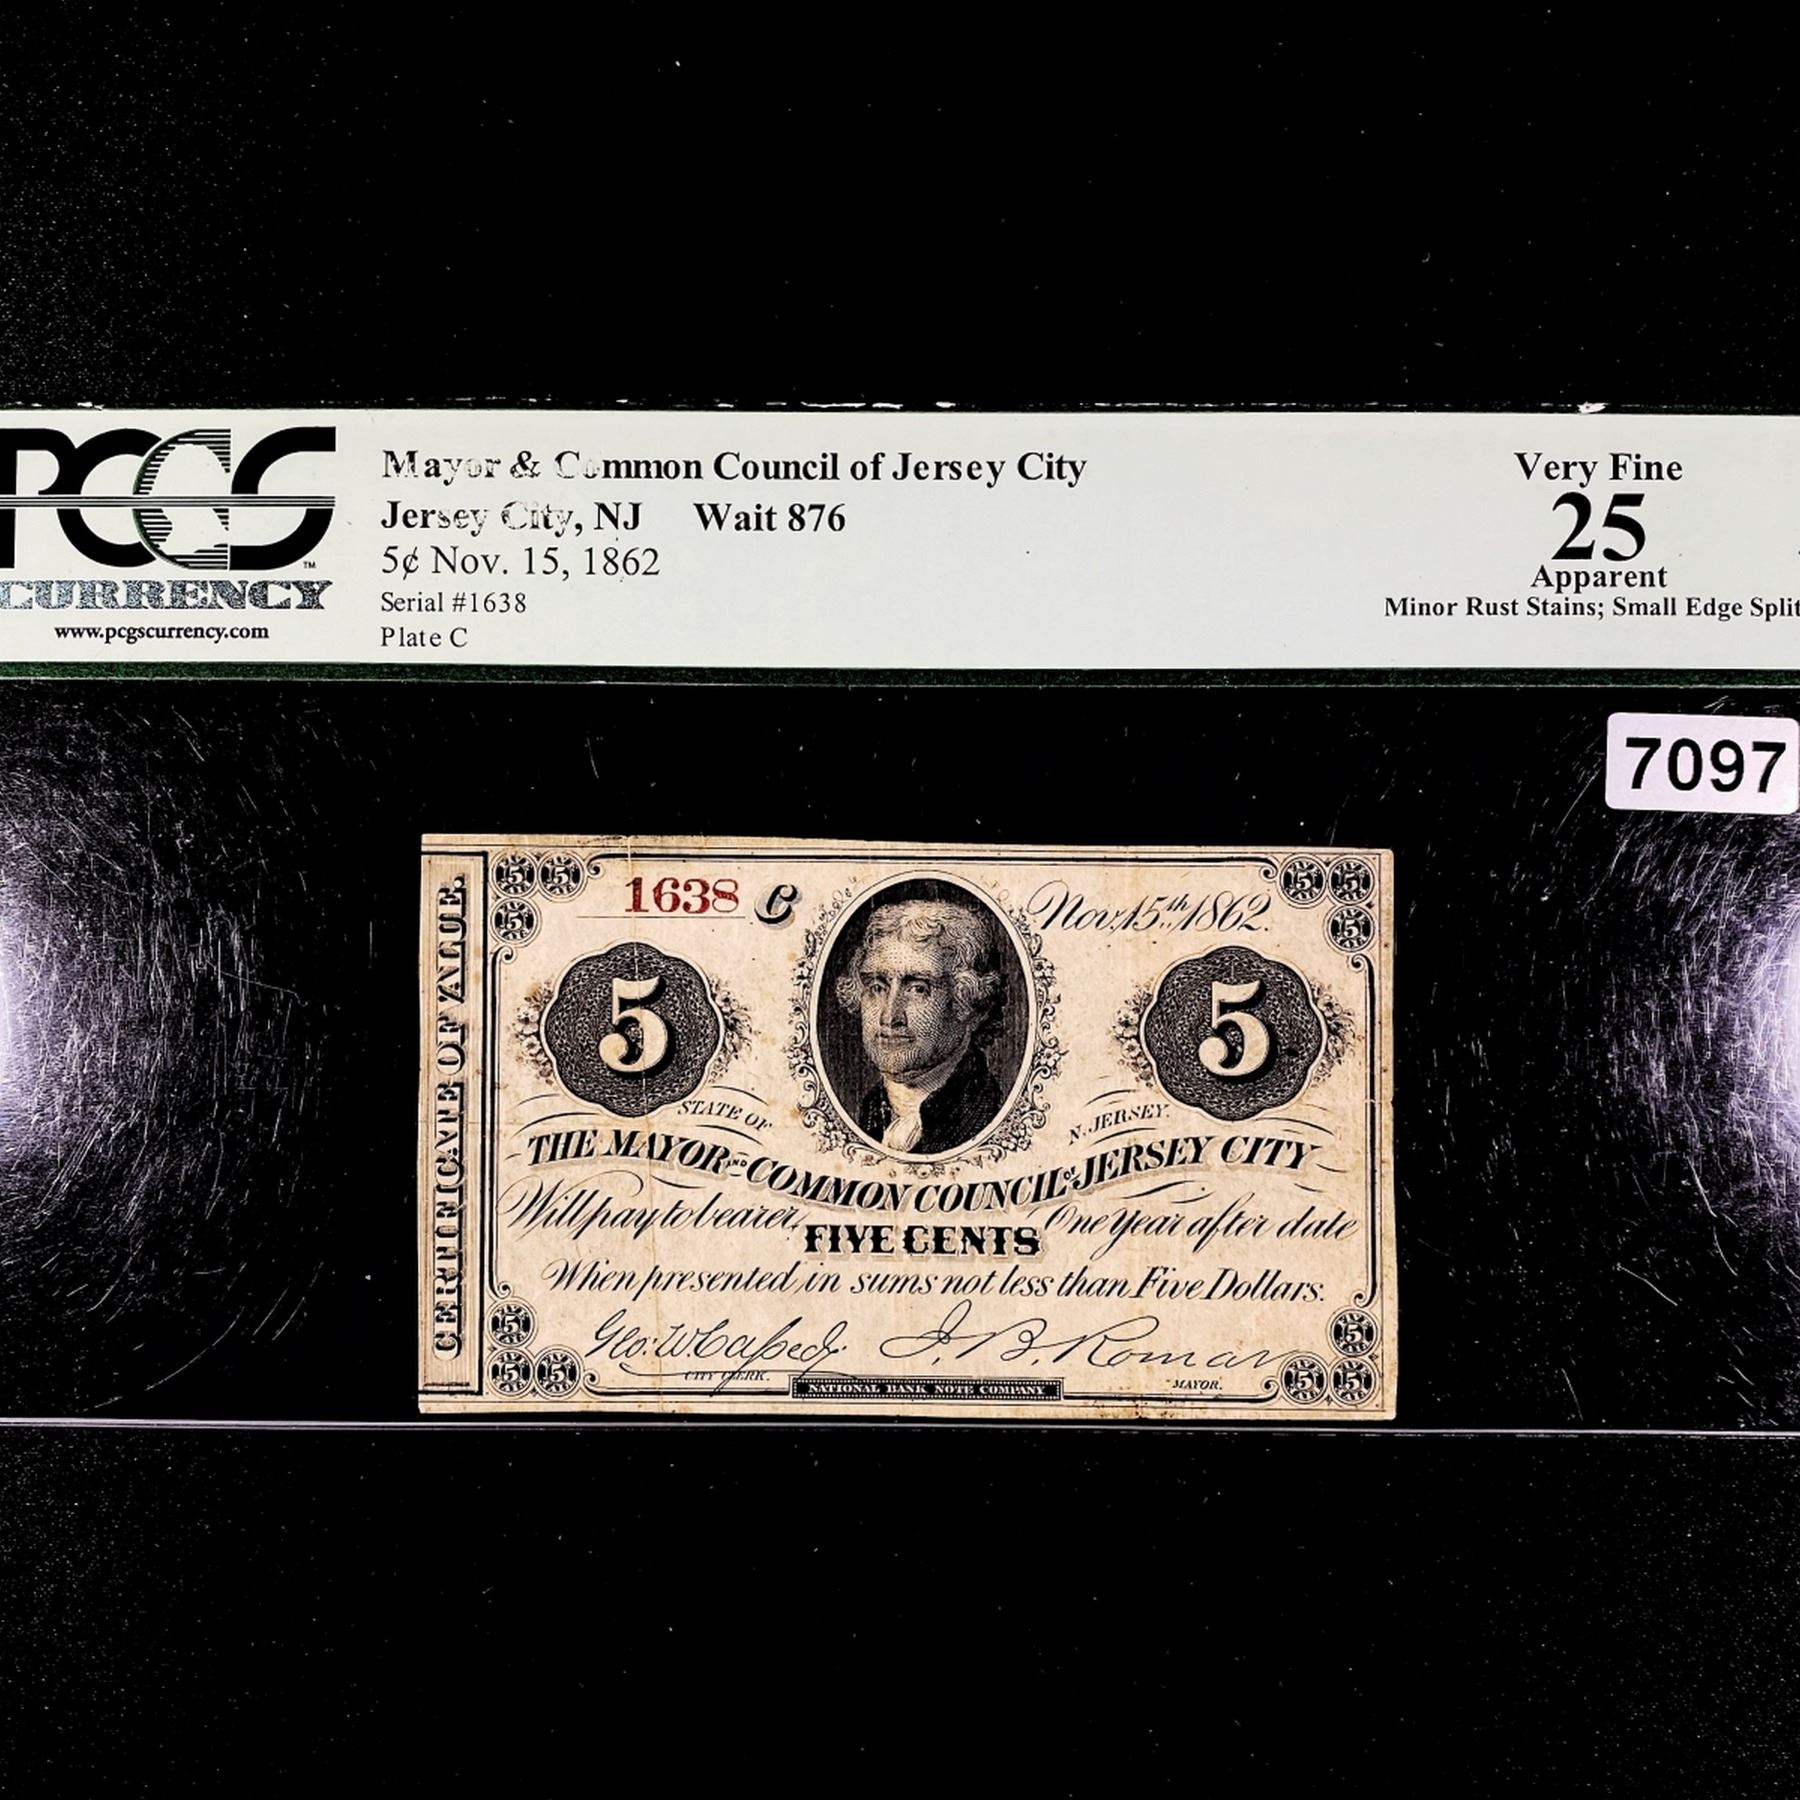 PCGS
CURRENCY
www.pcgscurrency.com
™
Mayor & Common Council of Jersey City
Jersey City, NJ Wait 876
5¢ Nov. 15, 1862
Serial #1638
Plate C
Very Fine
25
Apparent
Minor Rust Stains; Small Edge Split
7097
CERTIFICATE OF VALUE.
1638 C
Nov. 15th 1862.
5 5
STATE OF N. JERSEY.
THE MAYOR AND COMMON COUNCIL OF JERSEY CITY
Will pay to bearer, FIVE CENTS One Year after date
When presented in sums not less than Five Dollars.
Geo: W. Cassedy J. B. Romar
CITY CLERK. MAYOR.
NATIONAL BANK NOTE COMPANY